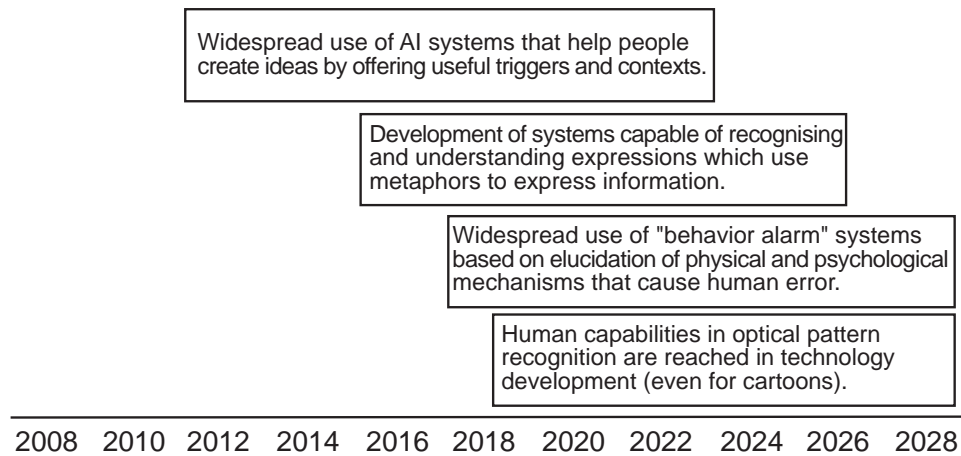 Widespread use of AI systems that help people
create ideas by offering useful triggers and contexts.
Development of systems capable of recognising
and understanding expressions which use
metaphors to express information.
Widespread use of "behavior alarm" systems
based on elucidation of physical and psychological
mechanisms that cause human error.
Human capabilities in optical pattern
recognition are reached in technology
development (even for cartoons).
2008 2010 2012 2014 2016 2018 2020 2022 2024 2026 2028